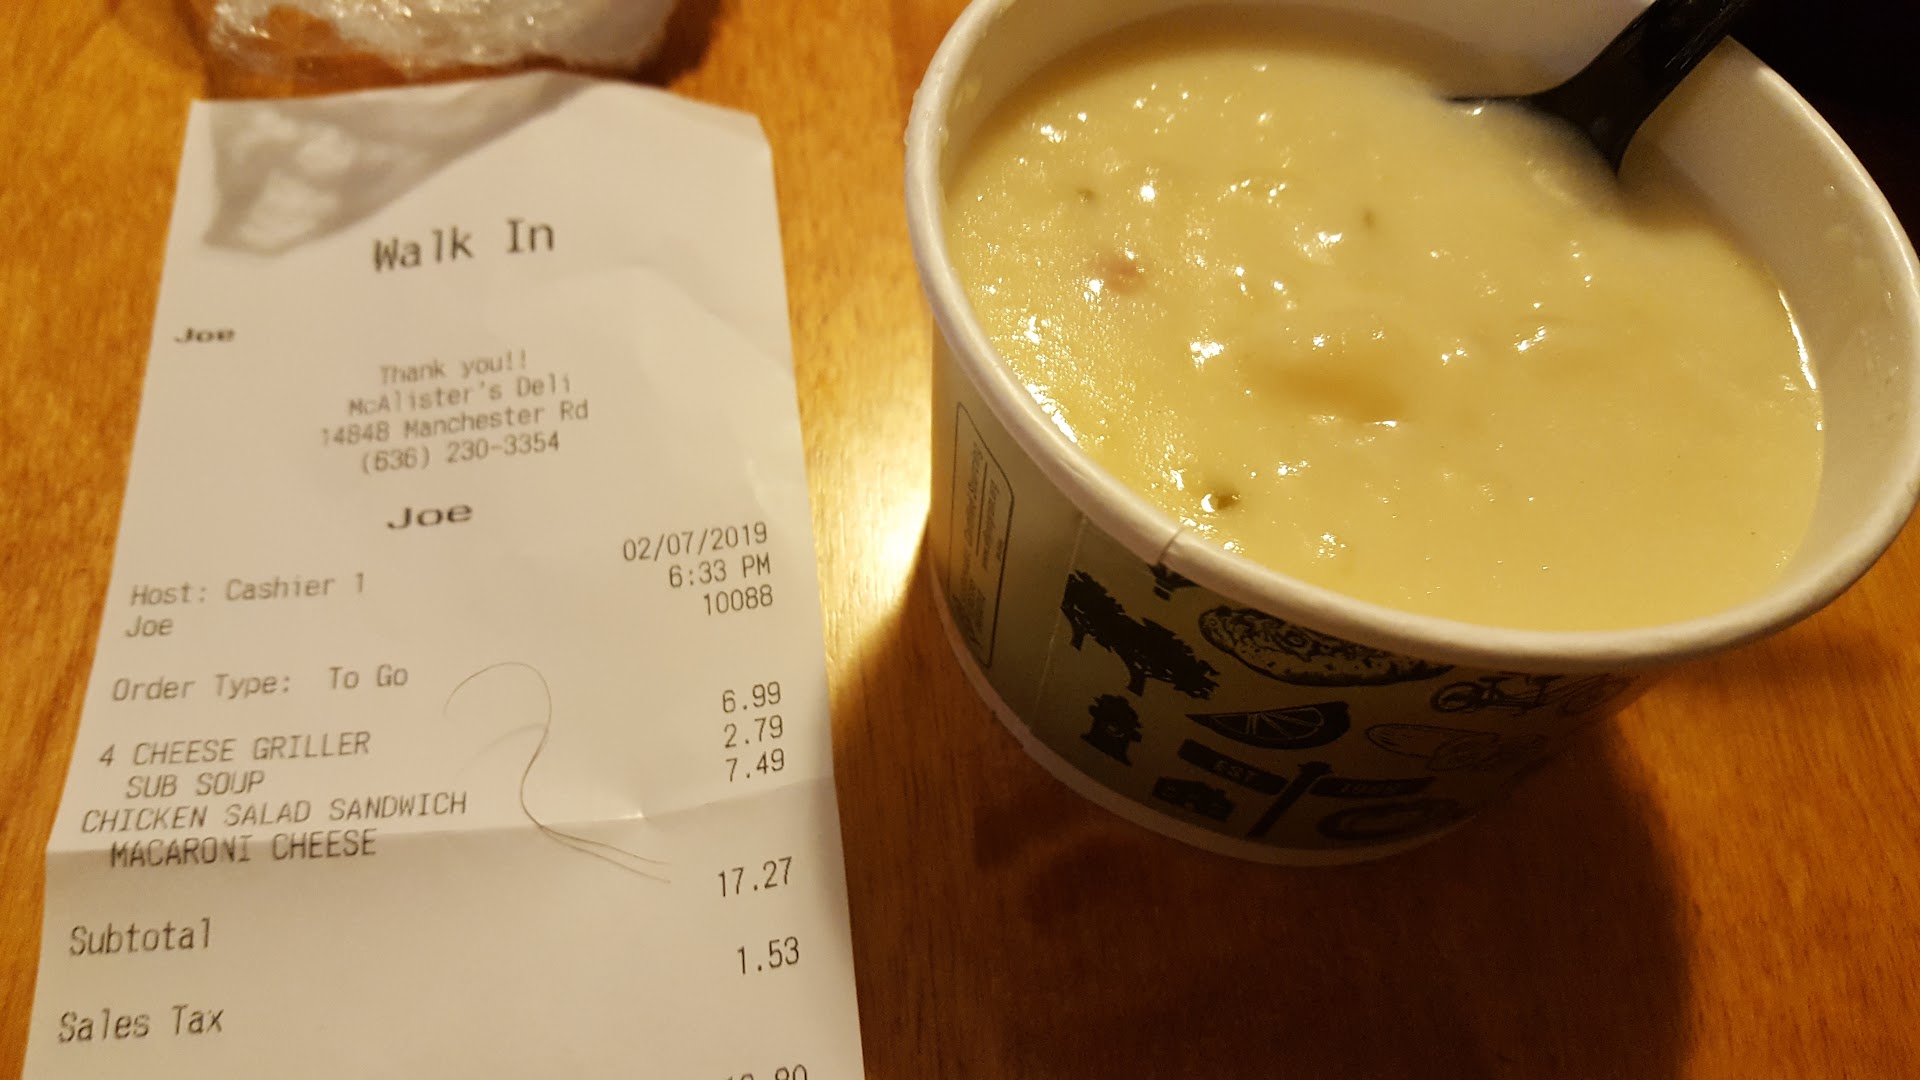 Walk In
Joe
Thank you!!
McAlister's Deli
14848 Manchester Rd
(636) 230-3354
Joe
02/07/2019
Host: Cashier 1 6:33 PM
Joe 10088
Order Type: To Go
4 CHEESE GRILLER 6.99
SUB SOUP 2.79
CHICKEN SALAD SANDWICH 7.49
MACARONI CHEESE
Subtotal 17.27
Sales Tax 1.53
EST